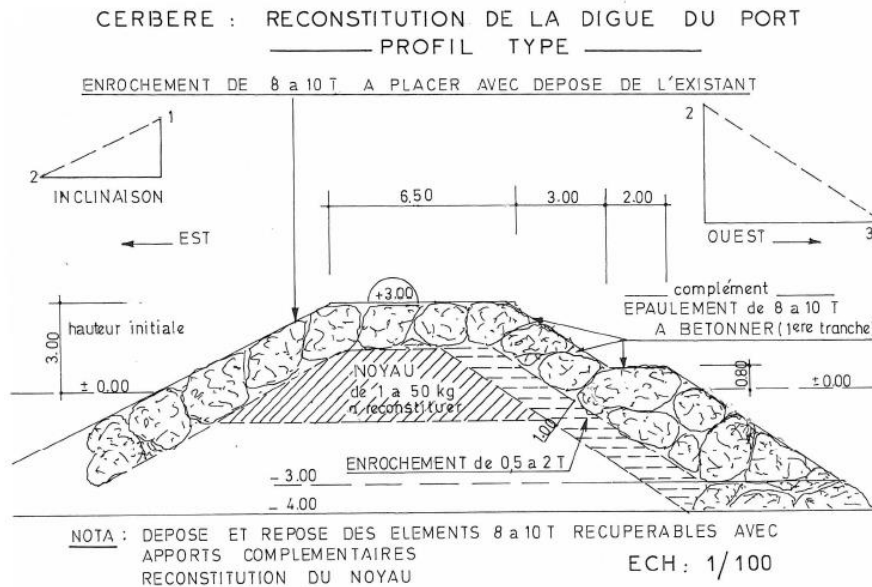 CERBERE : RECONSTITUTION DE LA DIGUE DU PORT
PROFIL TYPE
ENROCHEMENT DE 8 a 10 T A PLACER AVEC DEPOSE DE L'EXISTANT
1
2
INCLINAISON
2
3
6,50
3.00
2.00
EST
OUEST
+3.00
complément
EPAULEMENT de 8 a 10 T
A BETONNER (1ere tranche)
hauteur initiale
3.00
± 0,00
0.80
±0,00
NOYAU
de 1 a 50 kg
a reconstituer
1.00
ENROCHEMENT de 0,5 a 2 T
- 3.00
- 4.00
NOTA : DEPOSE ET REPOSE DES ELEMENTS 8 a 10 T RECUPERABLES AVEC
APPORTS COMPLEMENTAIRES
RECONSTITUTION DU NOYAU
ECH: 1/100